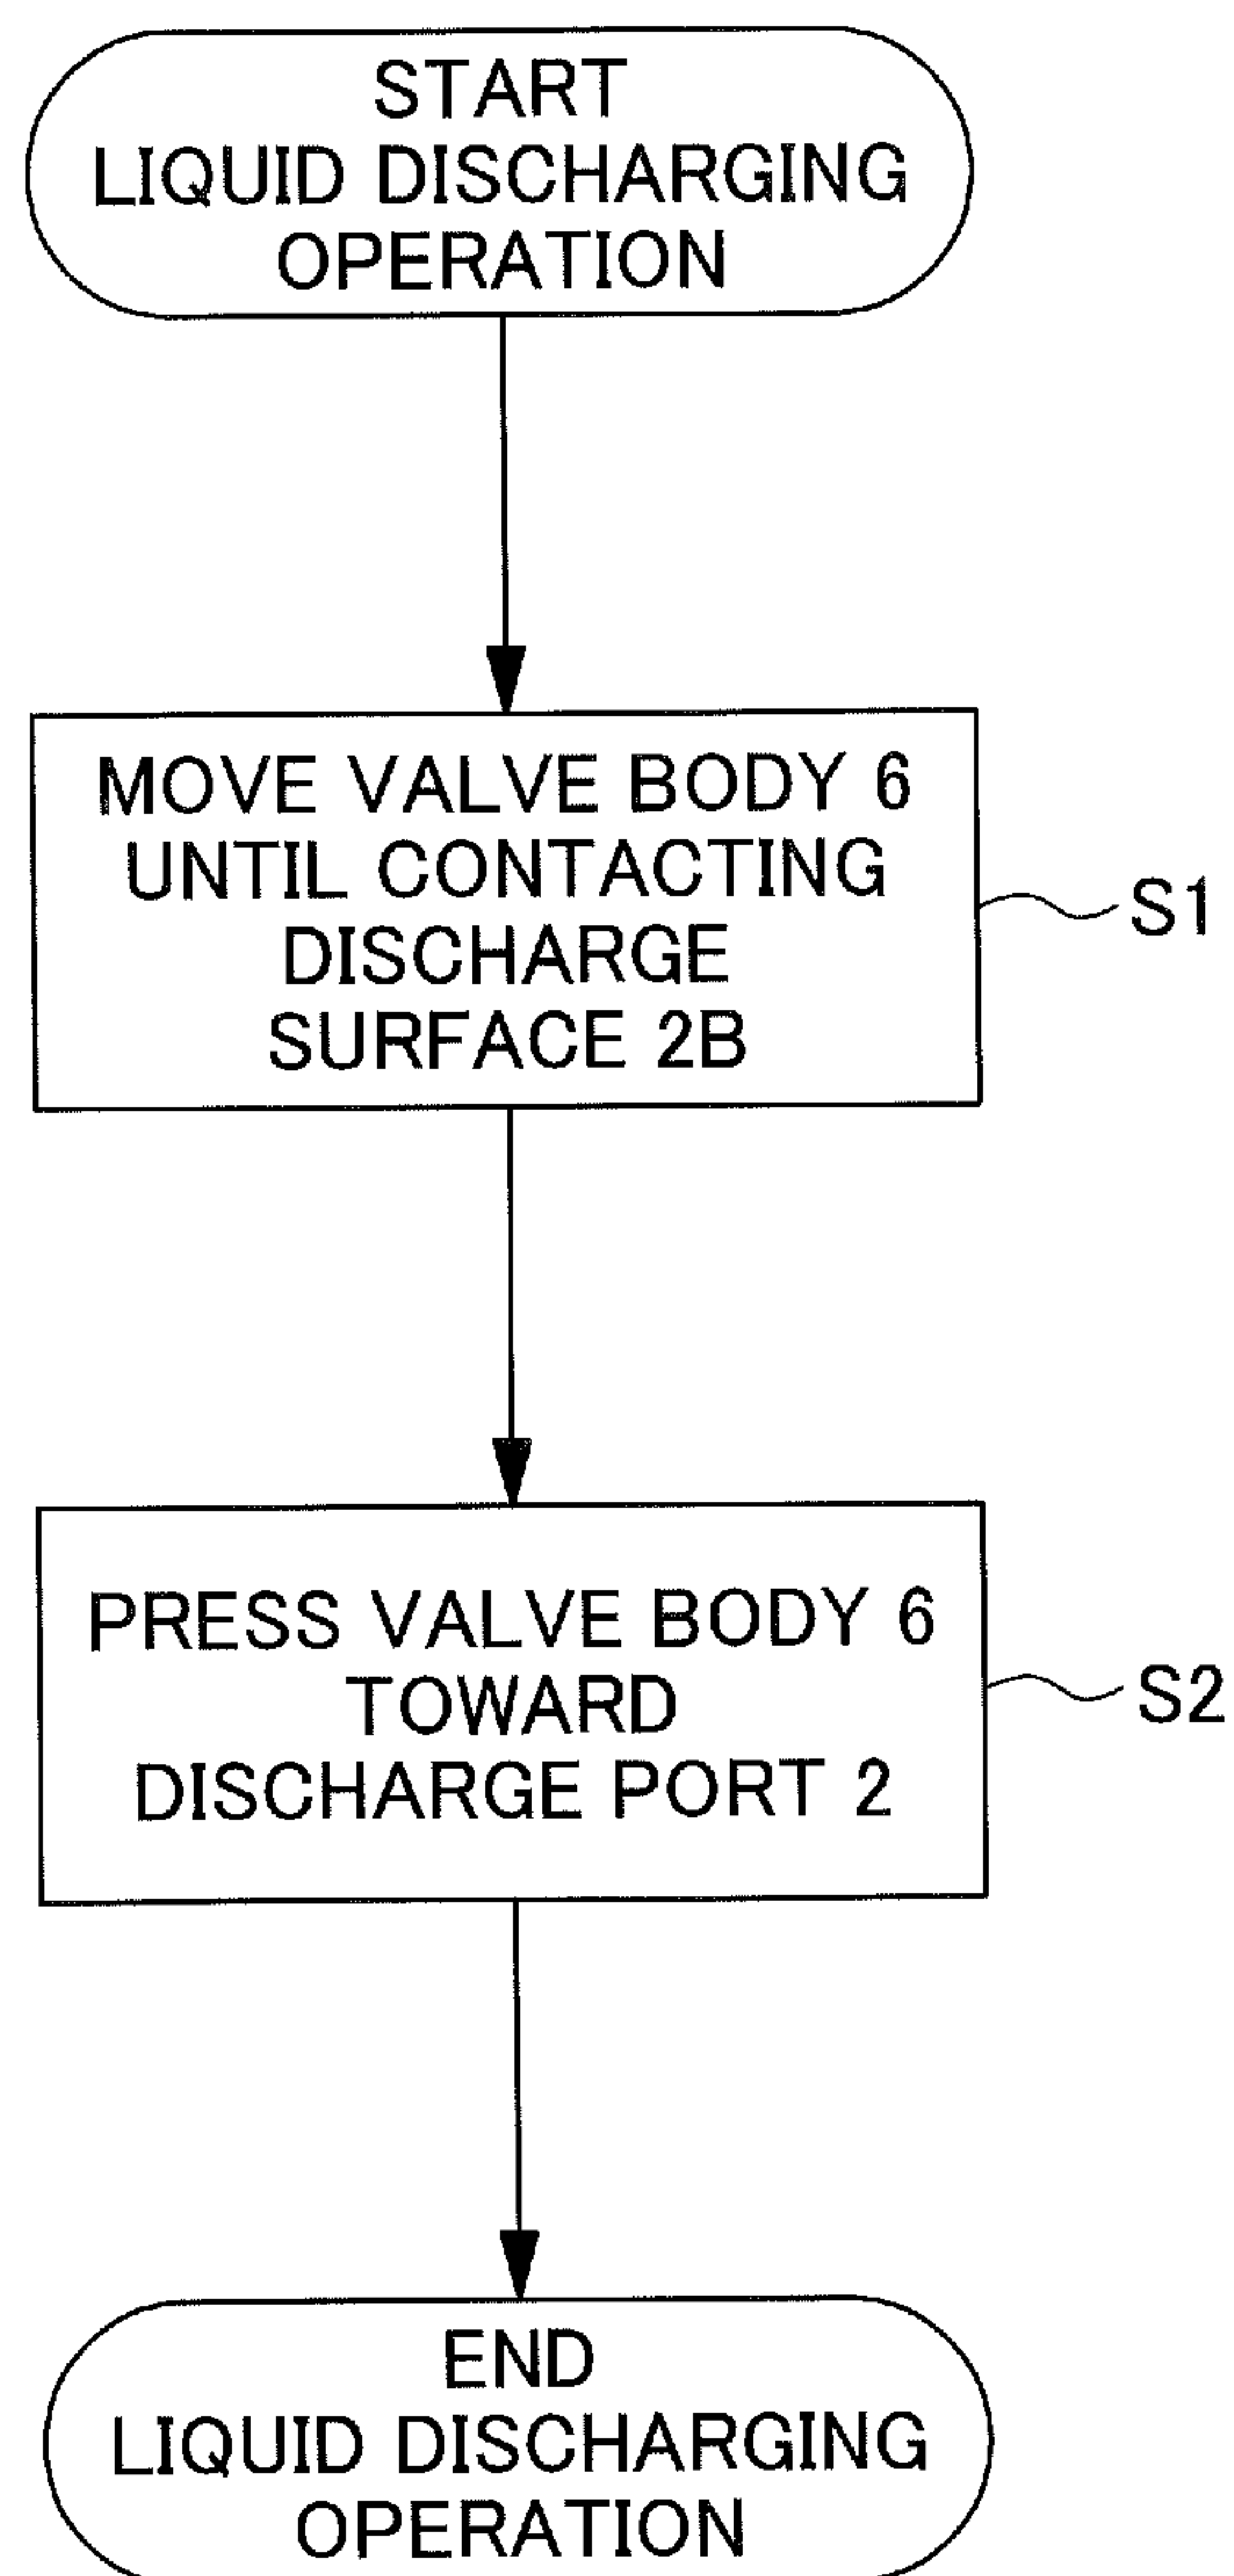 START
LIQUID DISCHARGING
OPERATION
MOVE VALVE BODY 6
UNTIL CONTACTING
DISCHARGE
SURFACE 2B
S1
PRESS VALVE BODY 6
TOWARD
DISCHARGE PORT 2
S2
END
LIQUID DISCHARGING
OPERATION